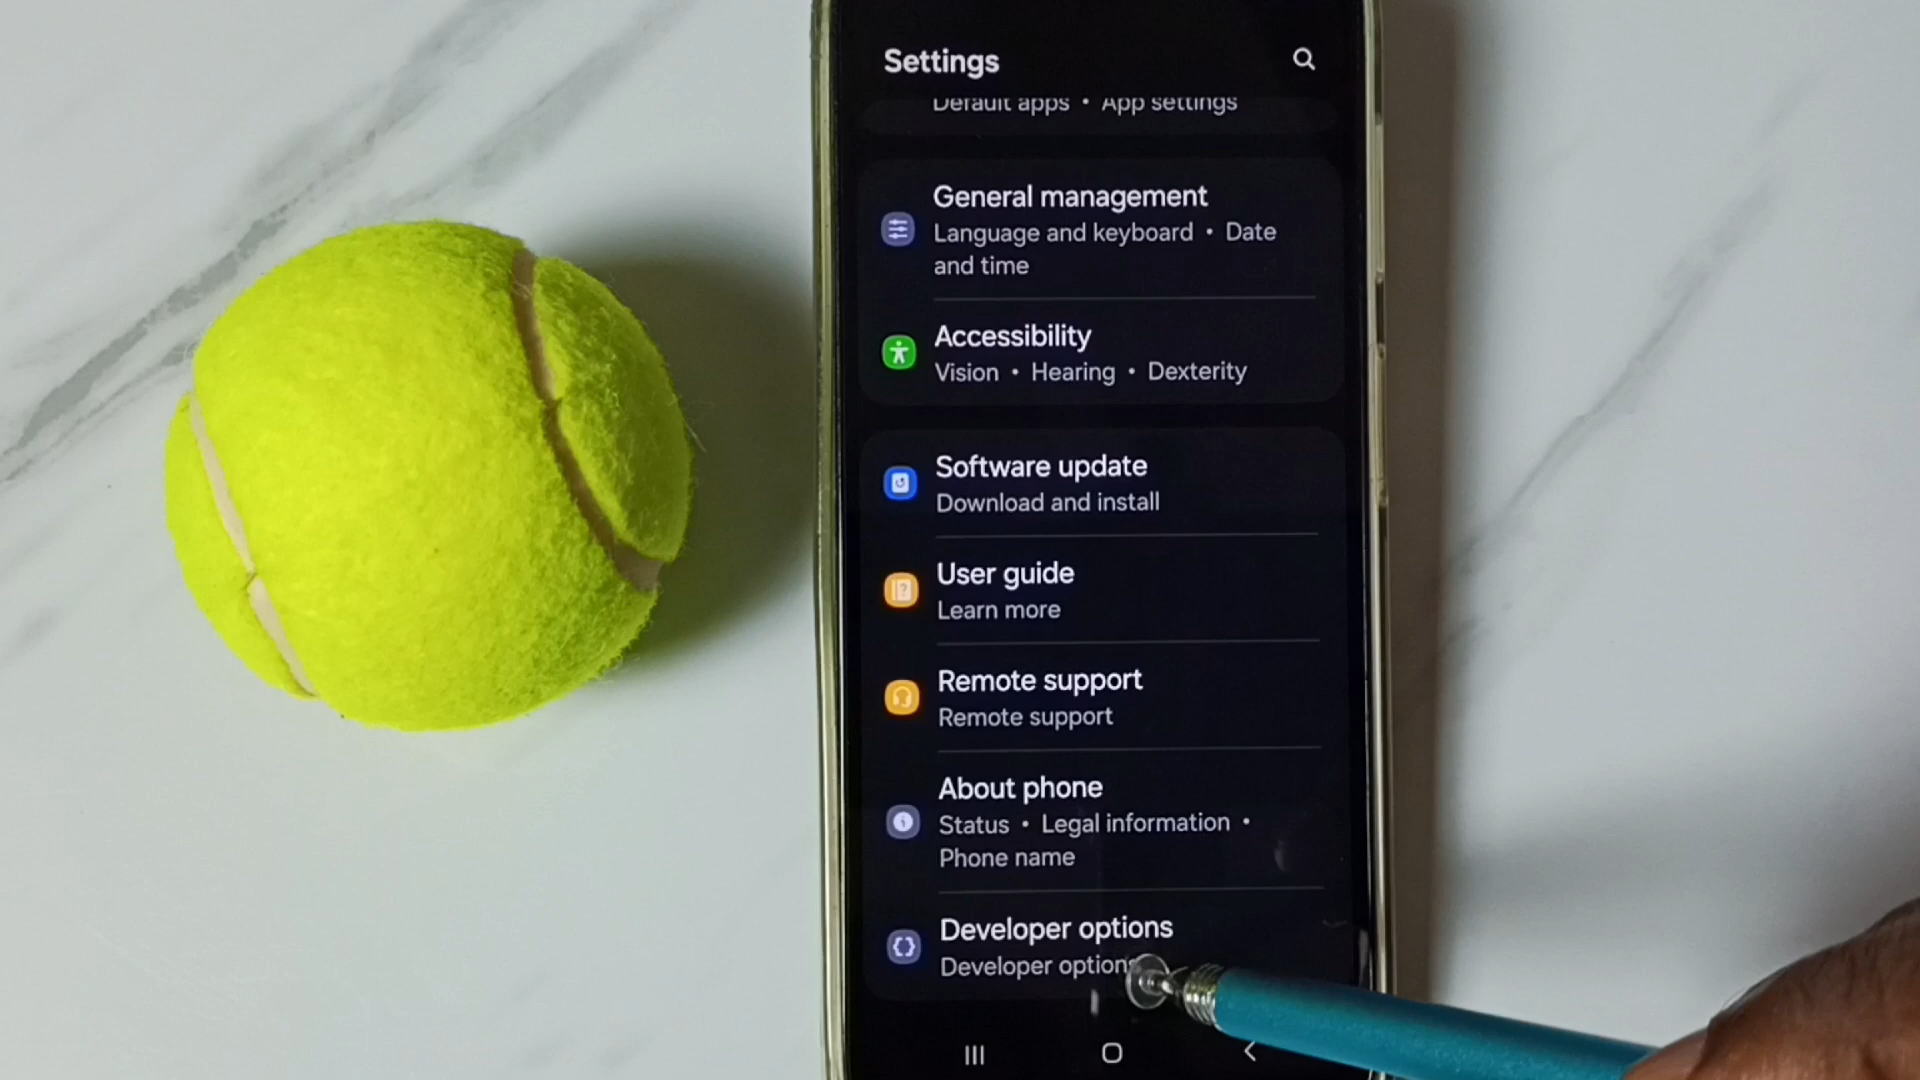 Settings
Default apps • App settings
General management
Language and keyboard • Date
and time
Accessibility
Vision • Hearing • Dexterity
Software update
Download and install
User guide
Learn more
Remote support
Remote support
About phone
Status • Legal information •
Phone name
Developer options
Developer options